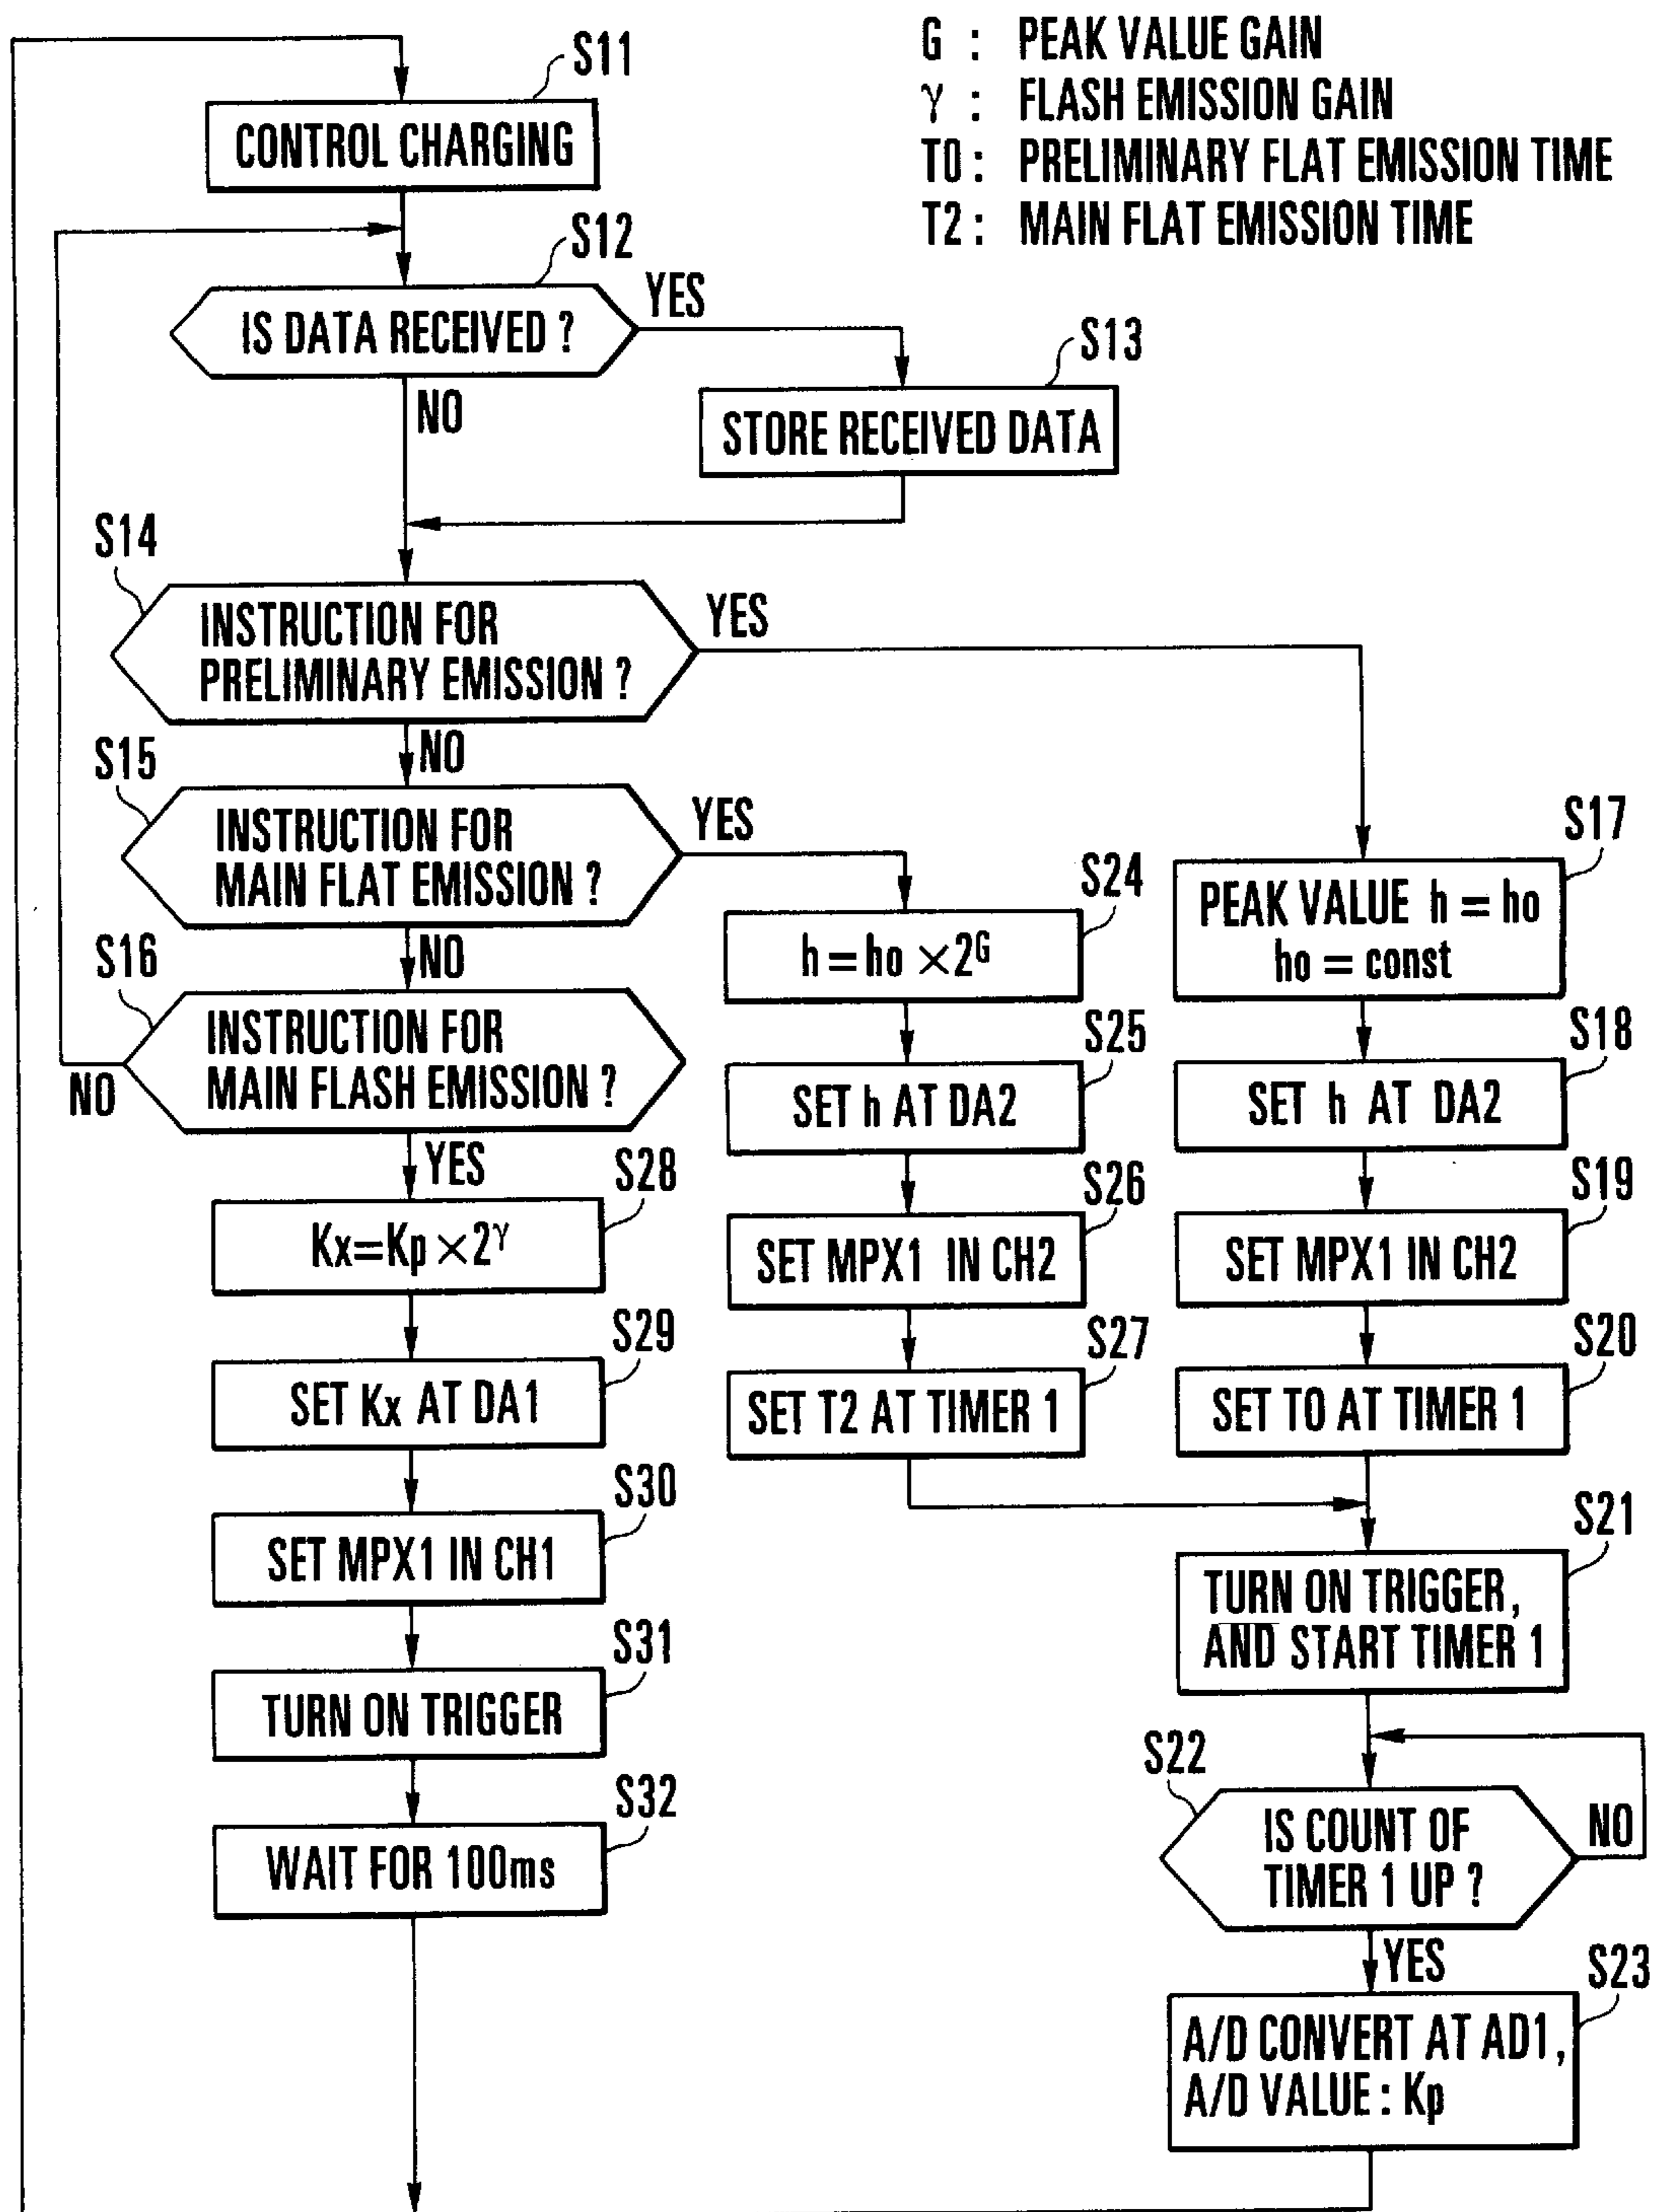 G : PEAK VALUE GAIN
γ : FLASH EMISSION GAIN
T0 : PRELIMINARY FLAT EMISSION TIME
T2 : MAIN FLAT EMISSION TIME
S11
CONTROL CHARGING
S12
IS DATA RECEIVED ?
YES
NO
S13
STORE RECEIVED DATA
S14
INSTRUCTION FOR
PRELIMINARY EMISSION ?
YES
NO
S15
INSTRUCTION FOR
MAIN FLAT EMISSION ?
YES
NO
S16
INSTRUCTION FOR
MAIN FLASH EMISSION ?
NO
YES
S17
PEAK VALUE h = ho
ho = const
S18
SET h AT DA2
S19
SET MPX1 IN CH2
S20
SET T0 AT TIMER 1
S24
h = ho ×2^G
S25
SET h AT DA2
S26
SET MPX1 IN CH2
S27
SET T2 AT TIMER 1
S28
Kx=Kp ×2^γ
S29
SET Kx AT DA1
S30
SET MPX1 IN CH1
S31
TURN ON TRIGGER
S32
WAIT FOR 100ms
S21
TURN ON TRIGGER,
AND START TIMER 1
S22
IS COUNT OF
TIMER 1 UP ?
NO
YES
S23
A/D CONVERT AT AD1,
A/D VALUE : Kp